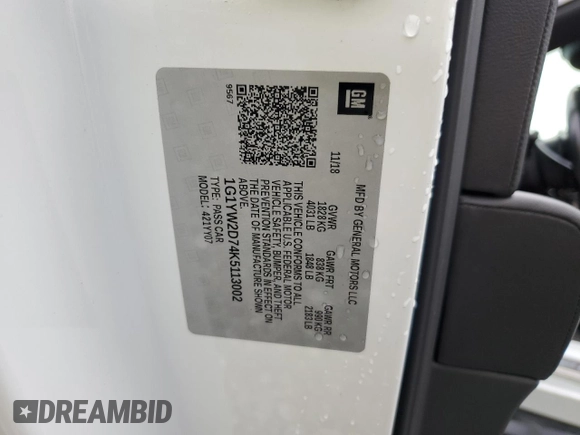 GM
MFD BY GENERAL MOTORS LLC
11/18
GVWR
1828 KG
4031 LB
GAWR FRT
838 KG
1848 LB
GAWR RR
990 KG
2183 LB
THIS VEHICLE CONFORMS TO ALL
APPLICABLE U.S. FEDERAL MOTOR
VEHICLE SAFETY, BUMPER, AND THEFT
PREVENTION STANDARDS IN EFFECT ON
THE DATE OF MANUFACTURE SHOWN
ABOVE.
1G1YW2D74K5113002
TYPE: PASS CAR
MODEL: 421YY07
9567
DREAMBID